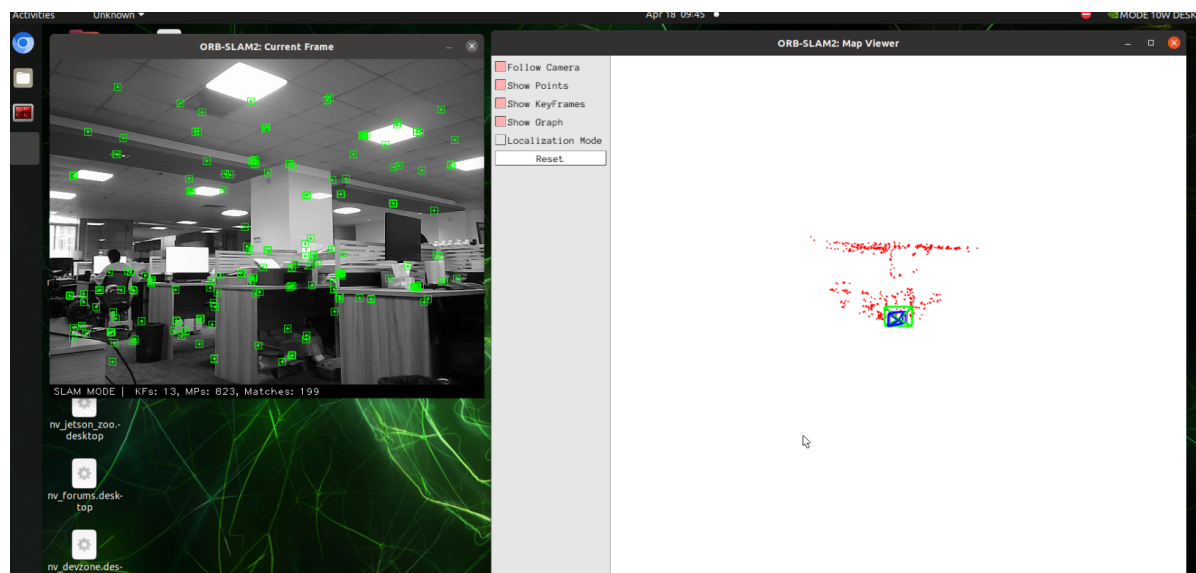 Activities
Unknown
Apr 18 09:45
MODE 10W DESK
ORB-SLAM2: Current Frame
ORB-SLAM2: Map Viewer
Follow Camera
Show Points
Show KeyFrames
Show Graph
Localization Mode
Reset
SLAM MODE | KFs: 13, MPs: 823, Matches: 199
nv_jetson_zoo.-
desktop
nv_forums.desk-
top
nv_devzone.des-